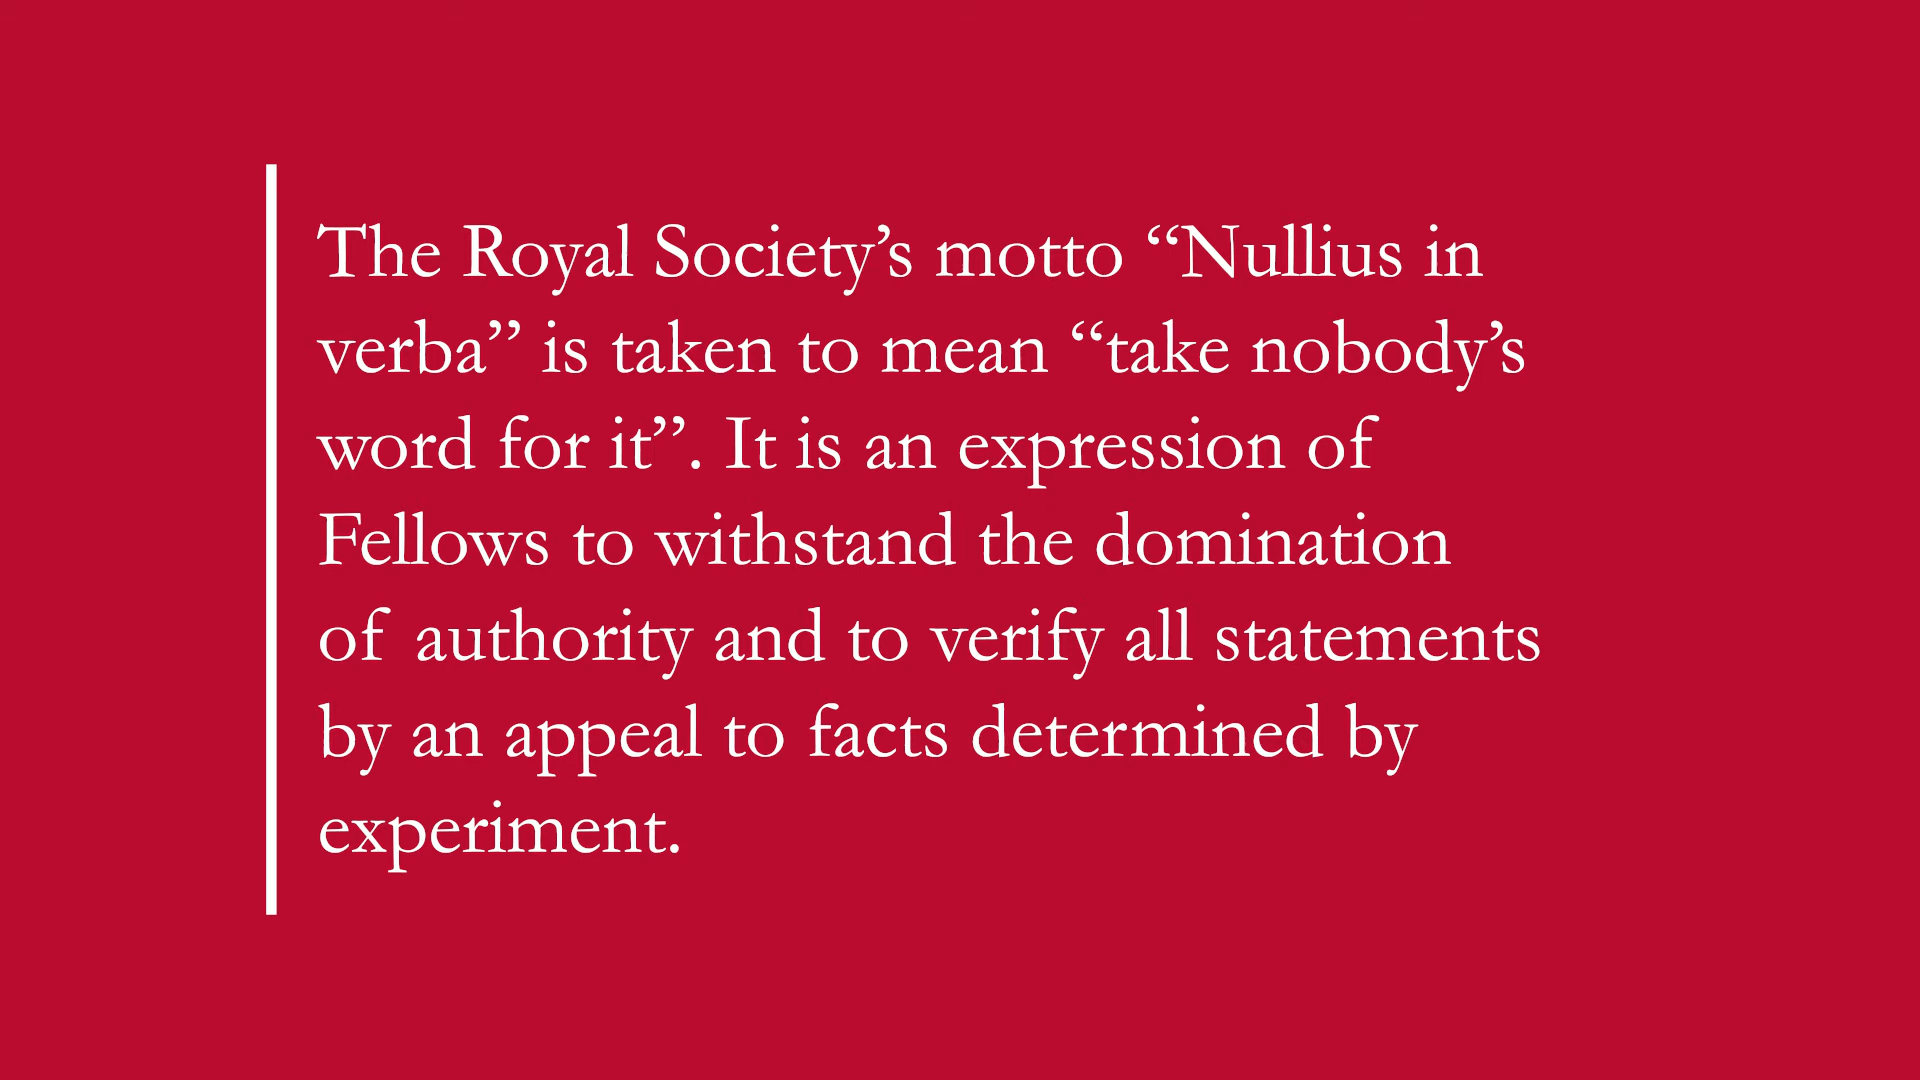 The Royal Society’s motto “Nullius in
verba” is taken to mean “take nobody’s
word for it”. It is an expression of
Fellows to withstand the domination
of authority and to verify all statements
by an appeal to facts determined by
experiment.